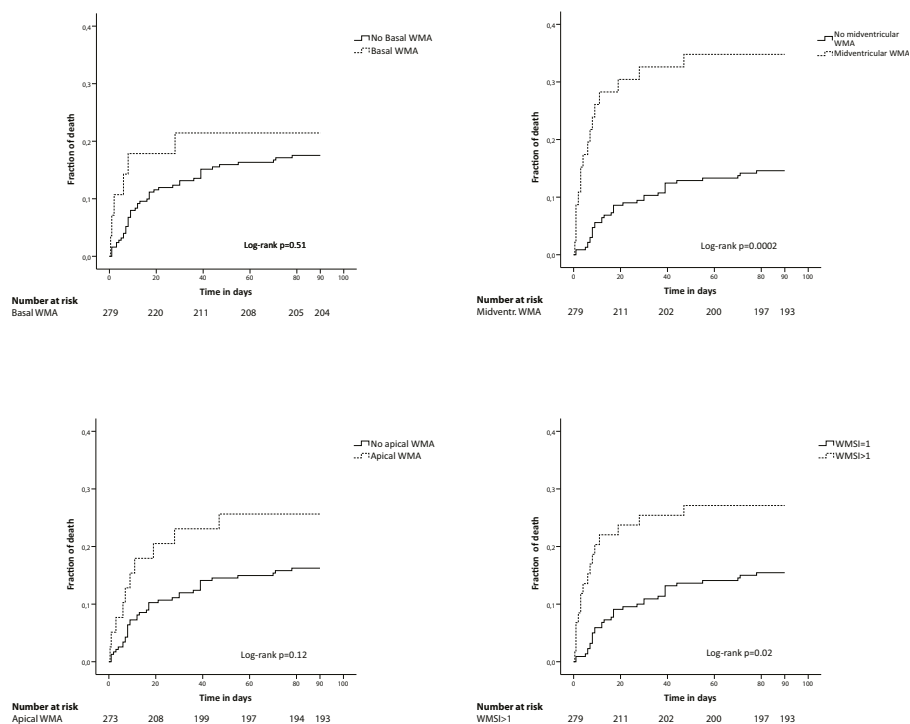 0,4
0,3
0,2
0,1
0,0
Fraction of death
No Basal WMA
Basal WMA
Log-rank p=0.51
0 20 40 60 80 90 100
Time in days
Number at risk
Basal WMA 279 220 211 208 205 204
0,4
0,3
0,2
0,1
0,0
Fraction of death
No midventricular
WMA
Midventricular WMA
Log-rank p=0.0002
0 20 40 60 80 90 100
Time in days
Number at risk
Midventr. WMA 279 211 202 200 197 193
0,4
0,3
0,2
0,1
0,0
Fraction of death
No apical WMA
Apical WMA
Log-rank p=0.12
0 20 40 60 80 90 100
Time in days
Number at risk
Apical WMA 273 208 199 197 194 193
0,4
0,3
0,2
0,1
0,0
Fraction of death
WMSI=1
WMSI>1
Log-rank p=0.02
0 20 40 60 80 90 100
Time in days
Number at risk
WMSI>1 279 211 202 200 197 193